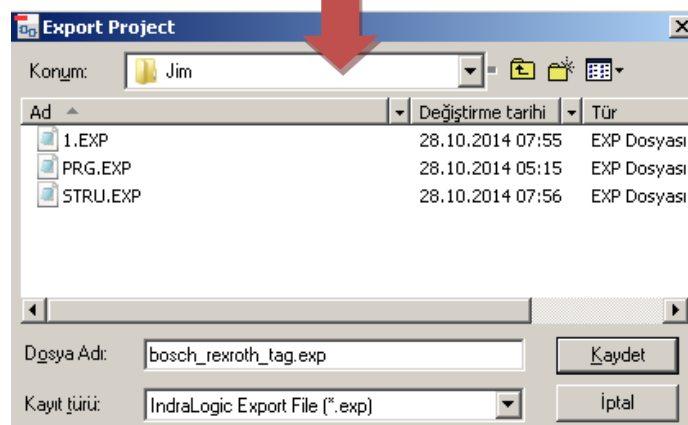 Export Project
Konum: Jim
Ad Değiştirme tarihi Tür
1.EXP 28.10.2014 07:55 EXP Dosyası
PRG.EXP 28.10.2014 05:15 EXP Dosyası
STRU.EXP 28.10.2014 07:56 EXP Dosyası
Dosya Adı: bosch_rexroth_tag.exp Kaydet
Kayıt türü: IndraLogic Export File (*.exp) İptal